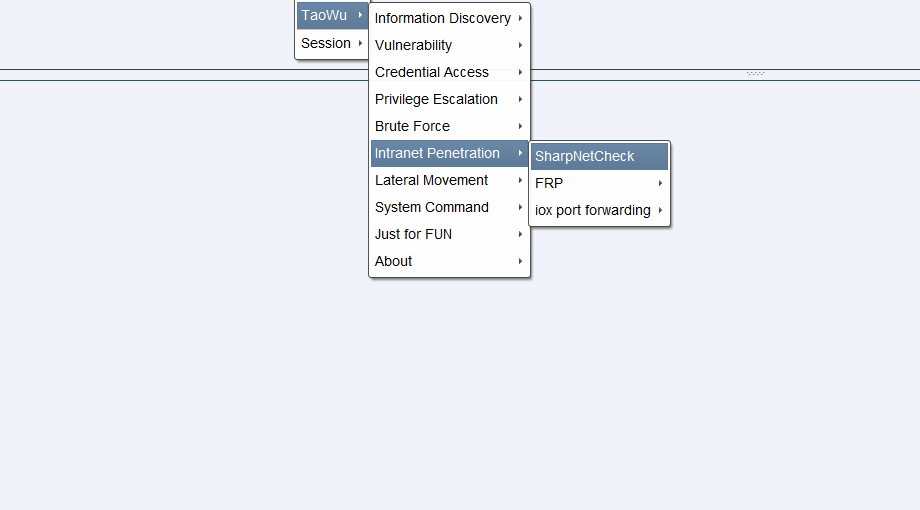 TaoWu
Session
Information Discovery
Vulnerability
Credential Access
Privilege Escalation
Brute Force
Intranet Penetration
Lateral Movement
System Command
Just for FUN
About
SharpNetCheck
FRP
iox port forwarding